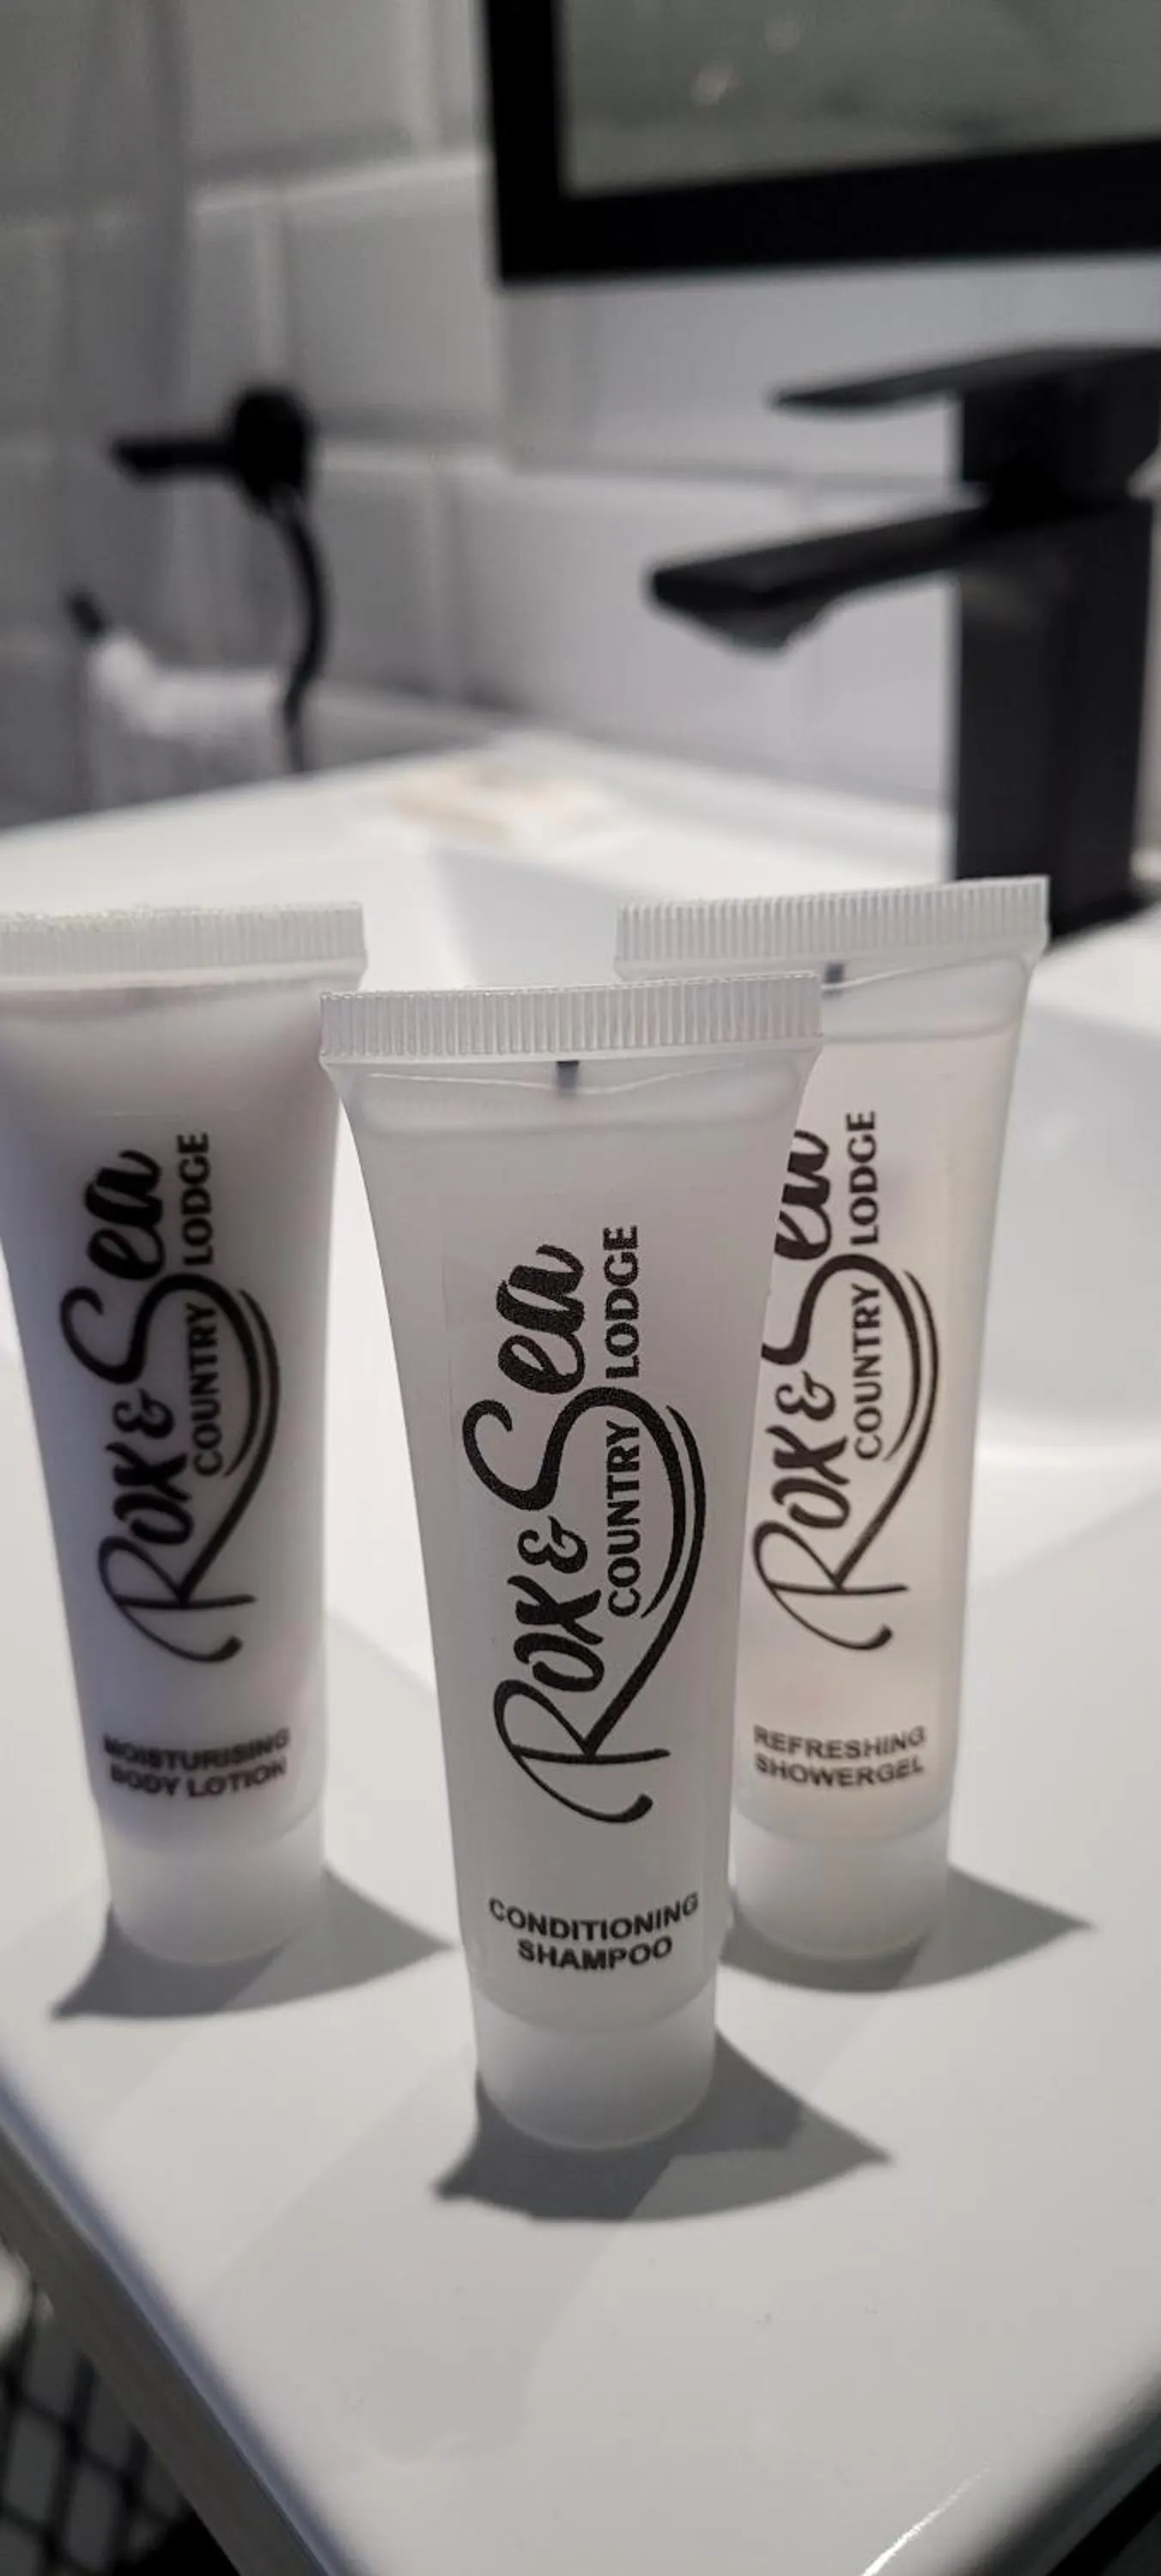 Rox & Sea
COUNTRY LODGE
MOISTURISING
BODY LOTION
Rox & Sea
COUNTRY LODGE
CONDITIONING
SHAMPOO
Rox & Sea
COUNTRY LODGE
REFRESHING
SHOWERGEL